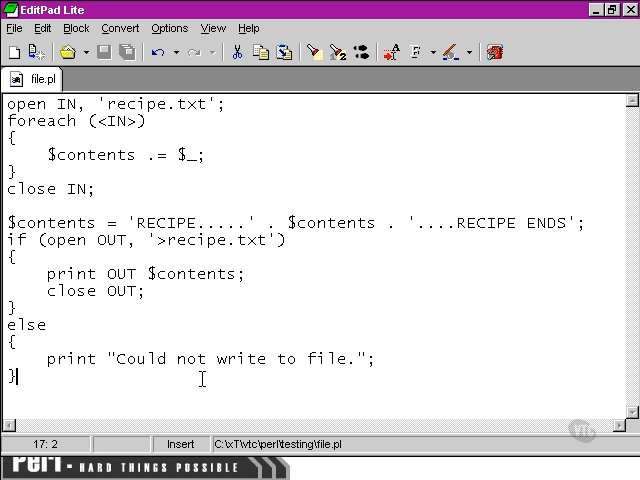 EditPad Lite
File Edit Block Convert Options View Help
file.pl
open IN, 'recipe.txt';
foreach (<IN>)
{
    $contents .= $_;
}
close IN;

$contents = 'RECIPE.....' . $contents . '....RECIPE ENDS';
if (open OUT, '>recipe.txt')
{
    print OUT $contents;
    close OUT;
}
else
{
    print "Could not write to file.";
}
VTC
17: 2 Insert C:\xT\vtc\perl\testing\file.pl
Perl - HARD THINGS POSSIBLE